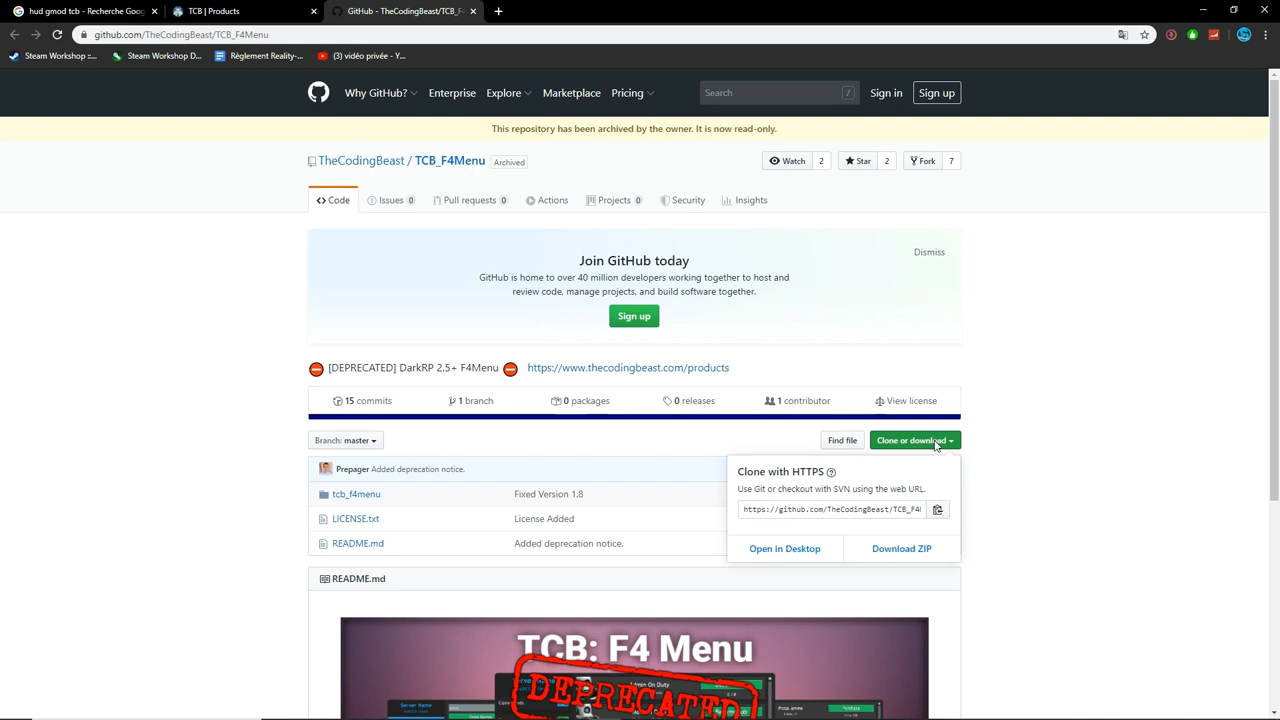 hud gmod tcb - Recherche Goog
TCB | Products
GitHub - TheCodingBeast/TCB_F4
github.com/TheCodingBeast/TCB_F4Menu
Steam Workshop ::...
Steam Workshop D...
Règlement Reality-...
(3) vidéo privée - Y...
Why GitHub?
Enterprise
Explore
Marketplace
Pricing
Search
/
Sign in
Sign up
This repository has been archived by the owner. It is now read-only.
TheCodingBeast / TCB_F4Menu
Archived
Watch 2
Star 2
Fork 7
Code
Issues 0
Pull requests 0
Actions
Projects 0
Security
Insights
Dismiss
Join GitHub today
GitHub is home to over 40 million developers working together to host and
review code, manage projects, and build software together.
Sign up
[DEPRECATED] DarkRP 2.5+ F4Menu
https://www.thecodingbeast.com/products
15 commits
1 branch
0 packages
0 releases
1 contributor
View license
Branch: master
Find file
Clone or download
Prepager Added deprecation notice.
tcb_f4menu
Fixed Version 1.8
LICENSE.txt
License Added
README.md
Added deprecation notice.
Clone with HTTPS
Use Git or checkout with SVN using the web URL.
https://github.com/TheCodingBeast/TCB_F4
Open in Desktop
Download ZIP
README.md
TCB: F4 Menu
DEPRECATED
Server Name
Admin On Duty